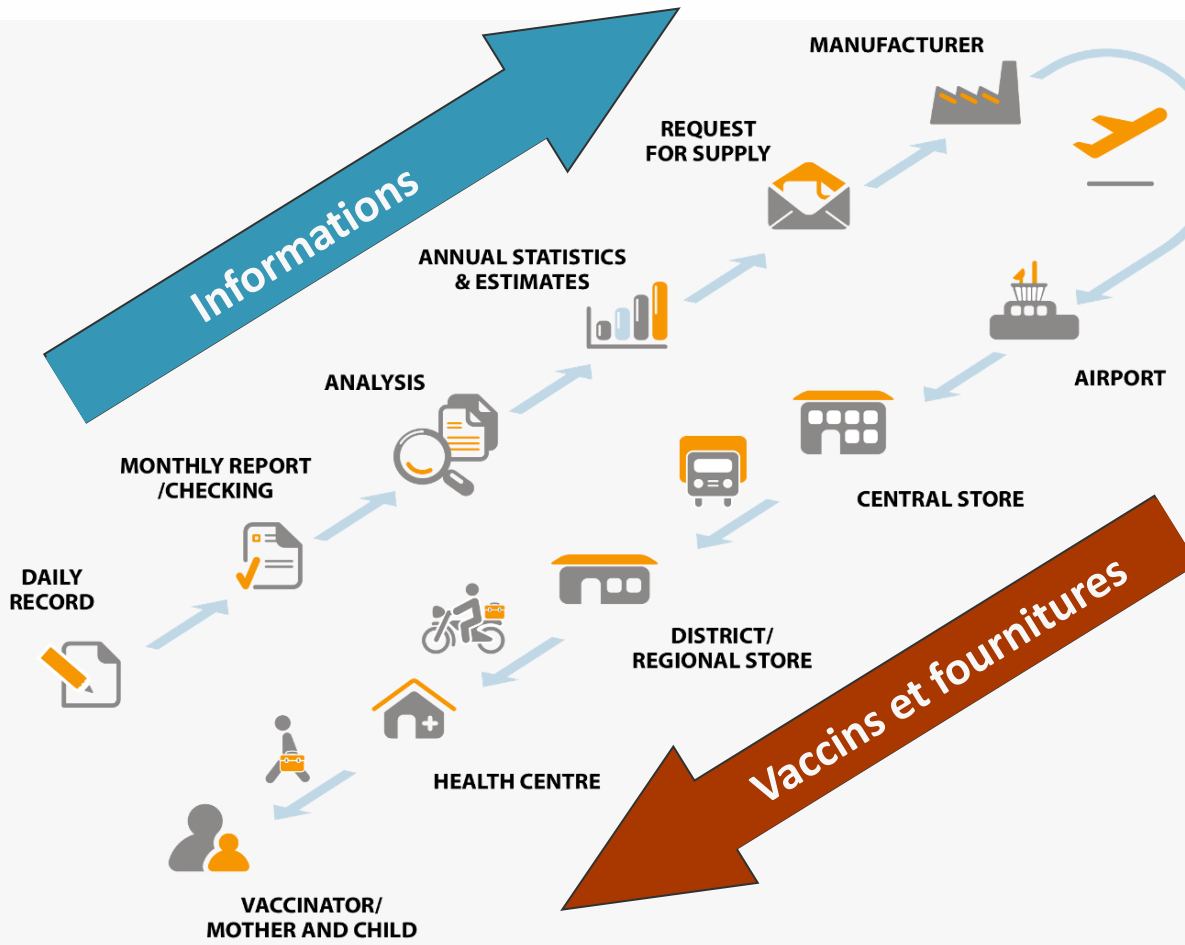 MANUFACTURER
REQUEST
FOR SUPPLY
Informations
ANNUAL STATISTICS
& ESTIMATES
ANALYSIS
AIRPORT
MONTHLY REPORT
/CHECKING
CENTRAL STORE
DAILY
RECORD
DISTRICT/
REGIONAL STORE
Vaccins et fournitures
HEALTH CENTRE
VACCINATOR/
MOTHER AND CHILD